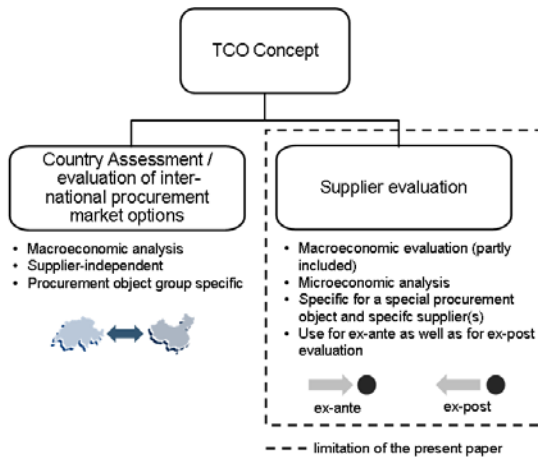 TCO Concept
Country Assessment /
evaluation of inter-
national procurement
market options
• Macroeconomic analysis
• Supplier-independent
• Procurement object group specific
Supplier evaluation
• Macroeconomic evaluation (partly
included)
• Microeconomic analysis
• Specific for a special procurement
object and specifc supplier(s)
• Use for ex-ante as well as for ex-post
evaluation
ex-ante
ex-post
limitation of the present paper